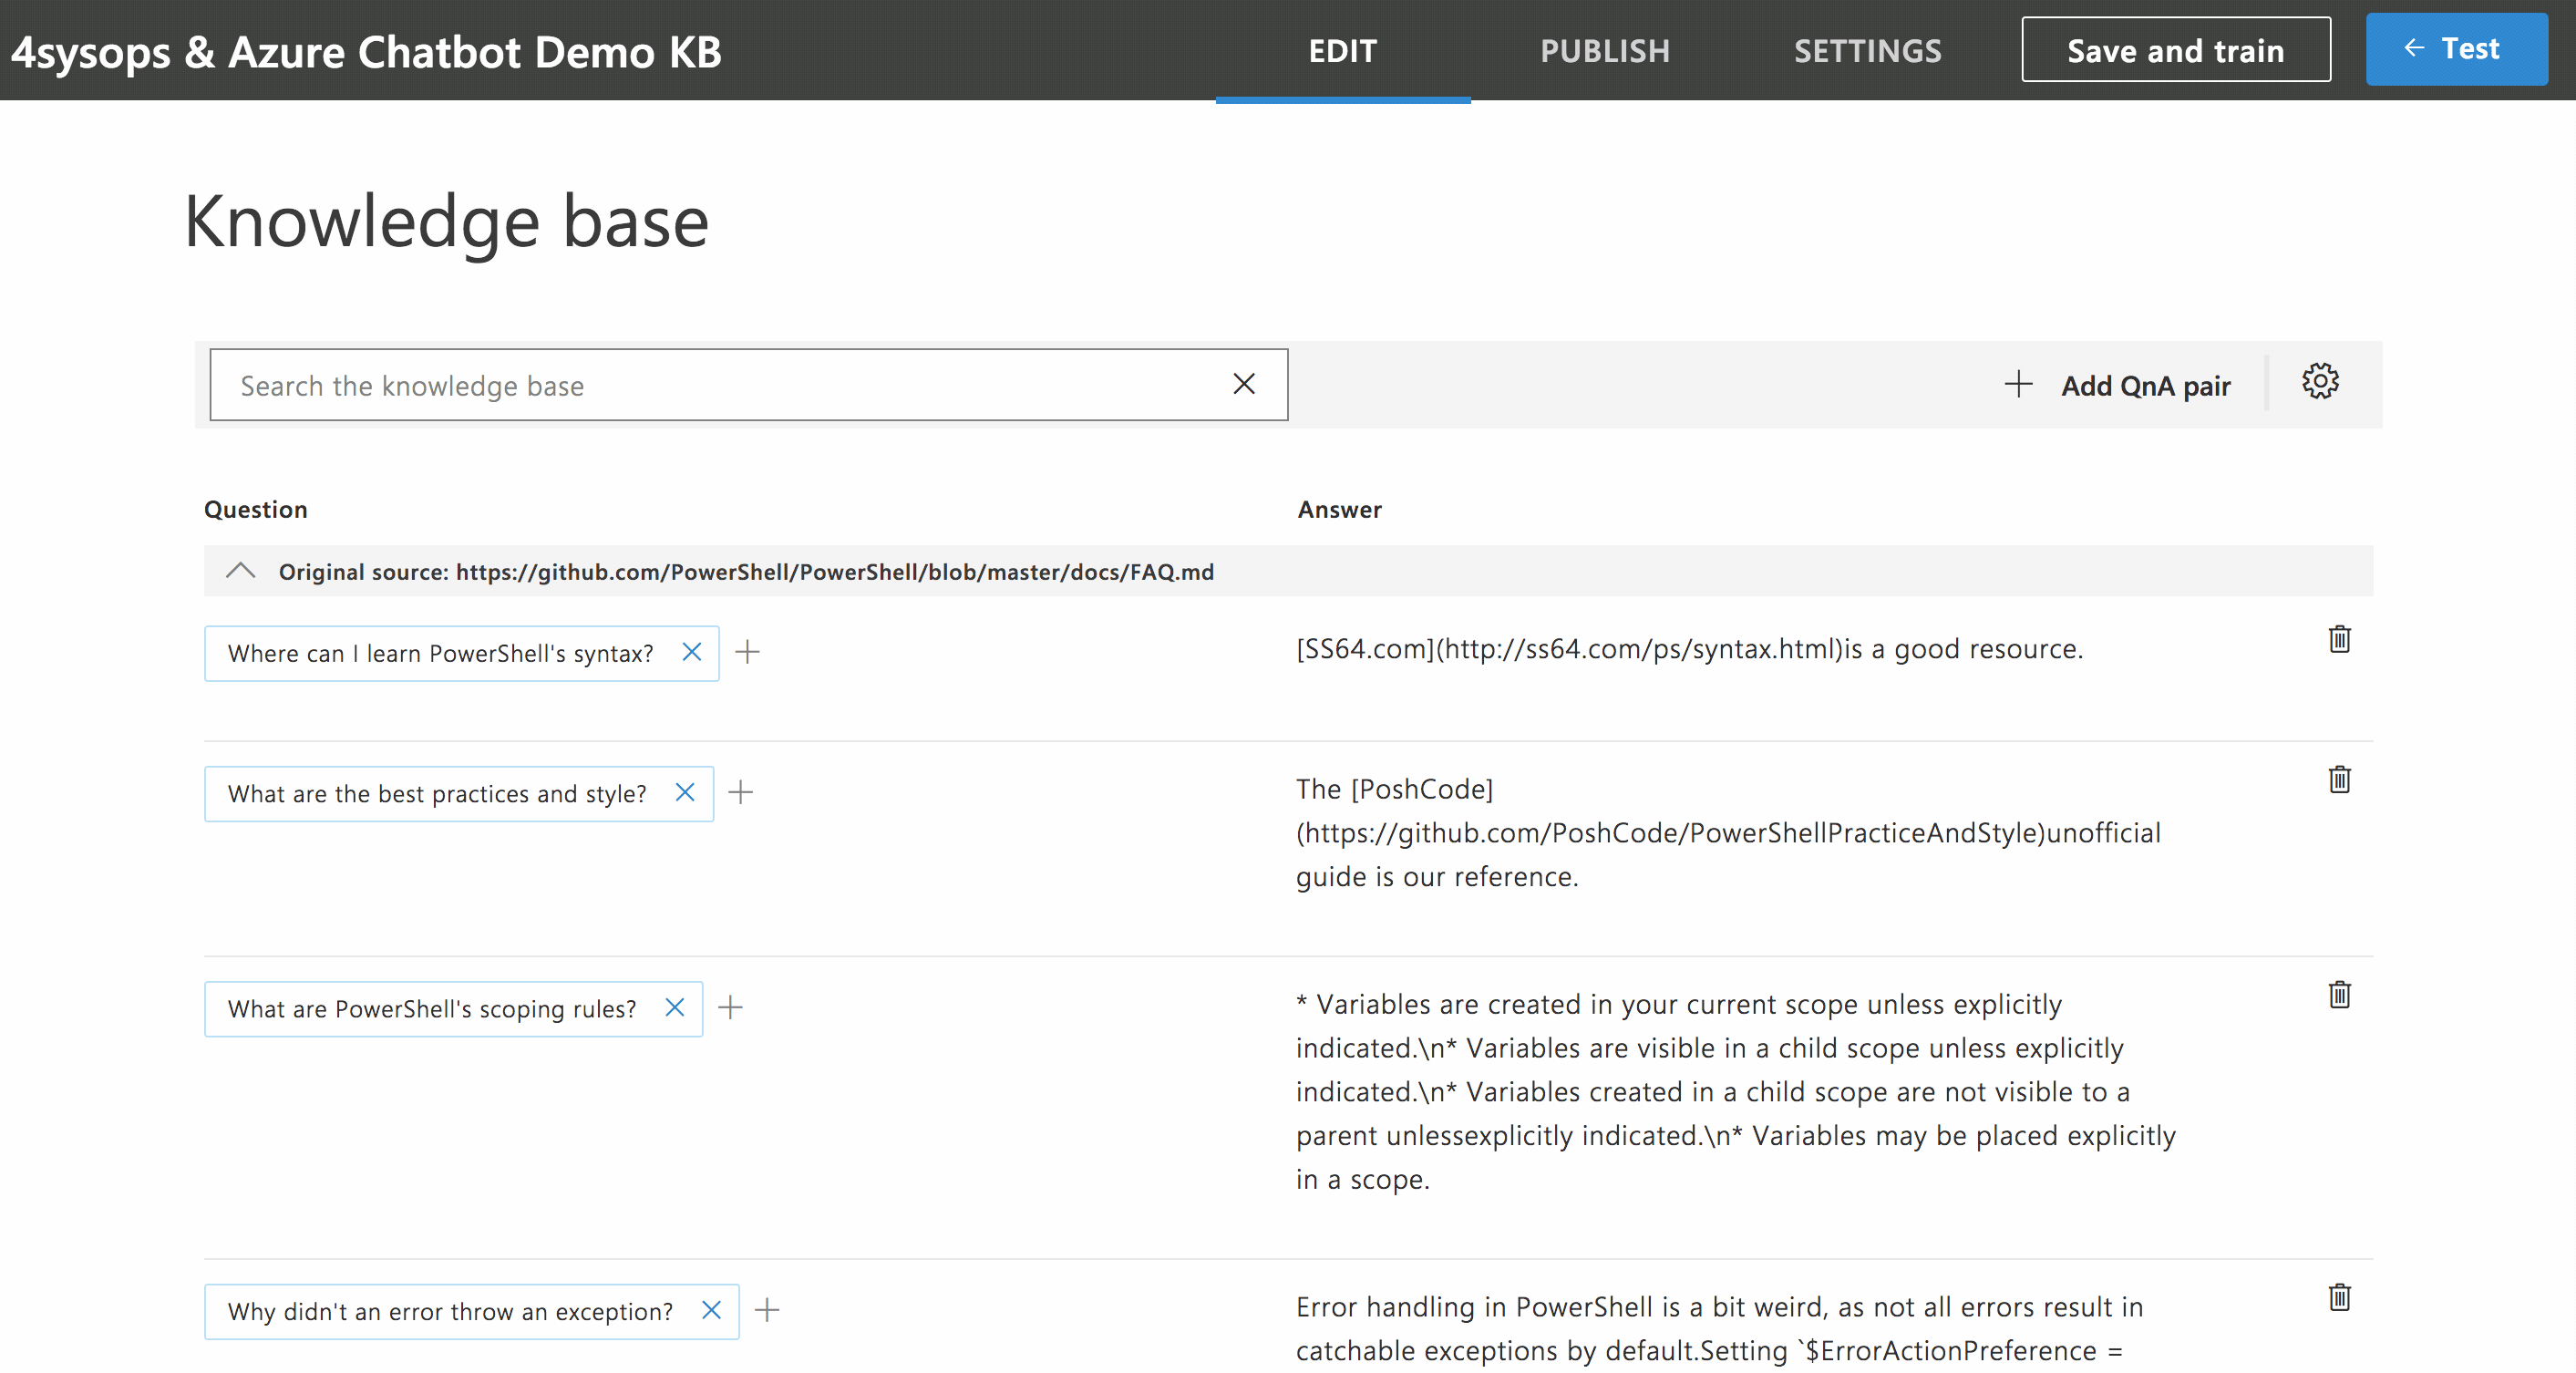 4sysops & Azure Chatbot Demo KB
EDIT
PUBLISH
SETTINGS
Save and train
← Test
Knowledge base
Search the knowledge base
Add QnA pair
Question
Answer
Original source: https://github.com/PowerShell/PowerShell/blob/master/docs/FAQ.md
Where can I learn PowerShell's syntax?
[SS64.com](http://ss64.com/ps/syntax.html)is a good resource.
What are the best practices and style?
The [PoshCode]
(https://github.com/PoshCode/PowerShellPracticeAndStyle)unofficial
guide is our reference.
What are PowerShell's scoping rules?
* Variables are created in your current scope unless explicitly
indicated.\n* Variables are visible in a child scope unless explicitly
indicated.\n* Variables created in a child scope are not visible to a
parent unlessexplicitly indicated.\n* Variables may be placed explicitly
in a scope.
Why didn't an error throw an exception?
Error handling in PowerShell is a bit weird, as not all errors result in
catchable exceptions by default.Setting `$ErrorActionPreference =